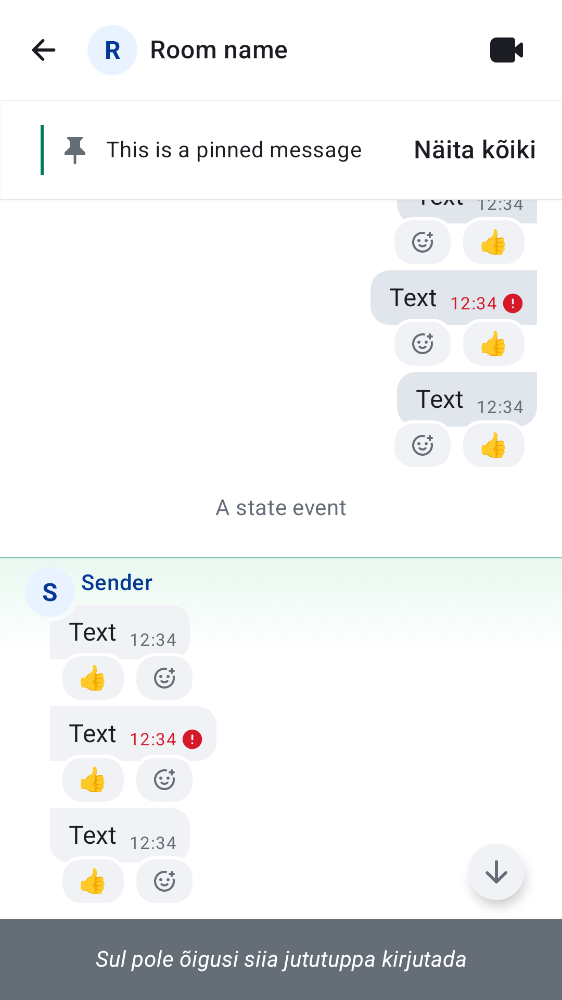 R Room name
This is a pinned message Näita kõiki
Text 12:34
Text 12:34
Text 12:34
A state event
S Sender
Text 12:34
Text 12:34
Text 12:34
Sul pole õigusi siia jututuppa kirjutada